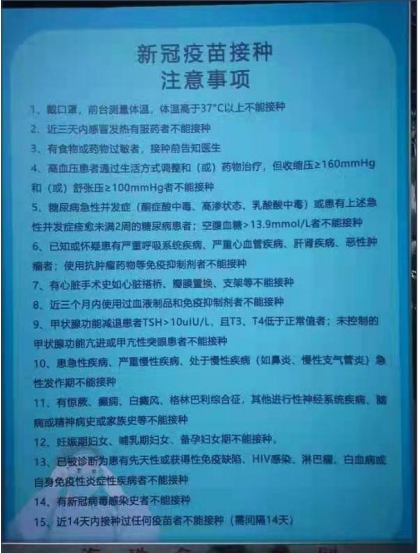 新冠疫苗接种
注意事项
1、戴口罩，前台测量体温，体温高于37°C以上不能接种
2、近三天内感冒发热有服药者不能接种
3、有食物或药物过敏者，接种前告知医生
4、高血压患者通过生活方式调整和（或）药物治疗，但收缩压≥160mmHg
和（或）舒张压≥100mmHg者不能接种
5、糖尿病急性并发症（酮症酸中毒、高渗状态、乳酸酸中毒）或患有上述急
性并发症痊愈未满2周的糖尿病患者；空腹血糖>13.9mmol/L者不能接种
6、已知或怀疑患有严重呼吸系统疾病、严重心血管疾病、肝肾疾病、恶性肿
瘤者；使用抗肿瘤药物等免疫抑制剂者不能接种
7、有心脏手术史如心脏搭桥、瓣膜置换、支架等不能接种
8、近三个月内使用过血液制品和免疫抑制剂者不能接种
9、甲状腺功能减退患者TSH>10uIU/L、且T3、T4低于正常值者；未控制的
甲状腺功能亢进或甲亢性突眼患者不能接种
10、患急性疾病、严重慢性疾病、处于慢性疾病（如鼻炎、慢性支气管炎）急
性发作期不能接种
11、有惊厥、癫痫、白癜风、格林巴利综合征，其他进行性神经系统疾病、脑
病或精神病史或家族史等不能接种
12、妊娠期妇女、哺乳期妇女、备孕妇女期不能接种。
13、已被诊断为患有先天性或获得性免疫缺陷、HIV感染、淋巴瘤、白血病或
自身免疫性炎症性疾病者不能接种
14、有新冠病毒感染史者不能接种
15、近14天内接种过任何疫苗者不能接种（需间隔14天）